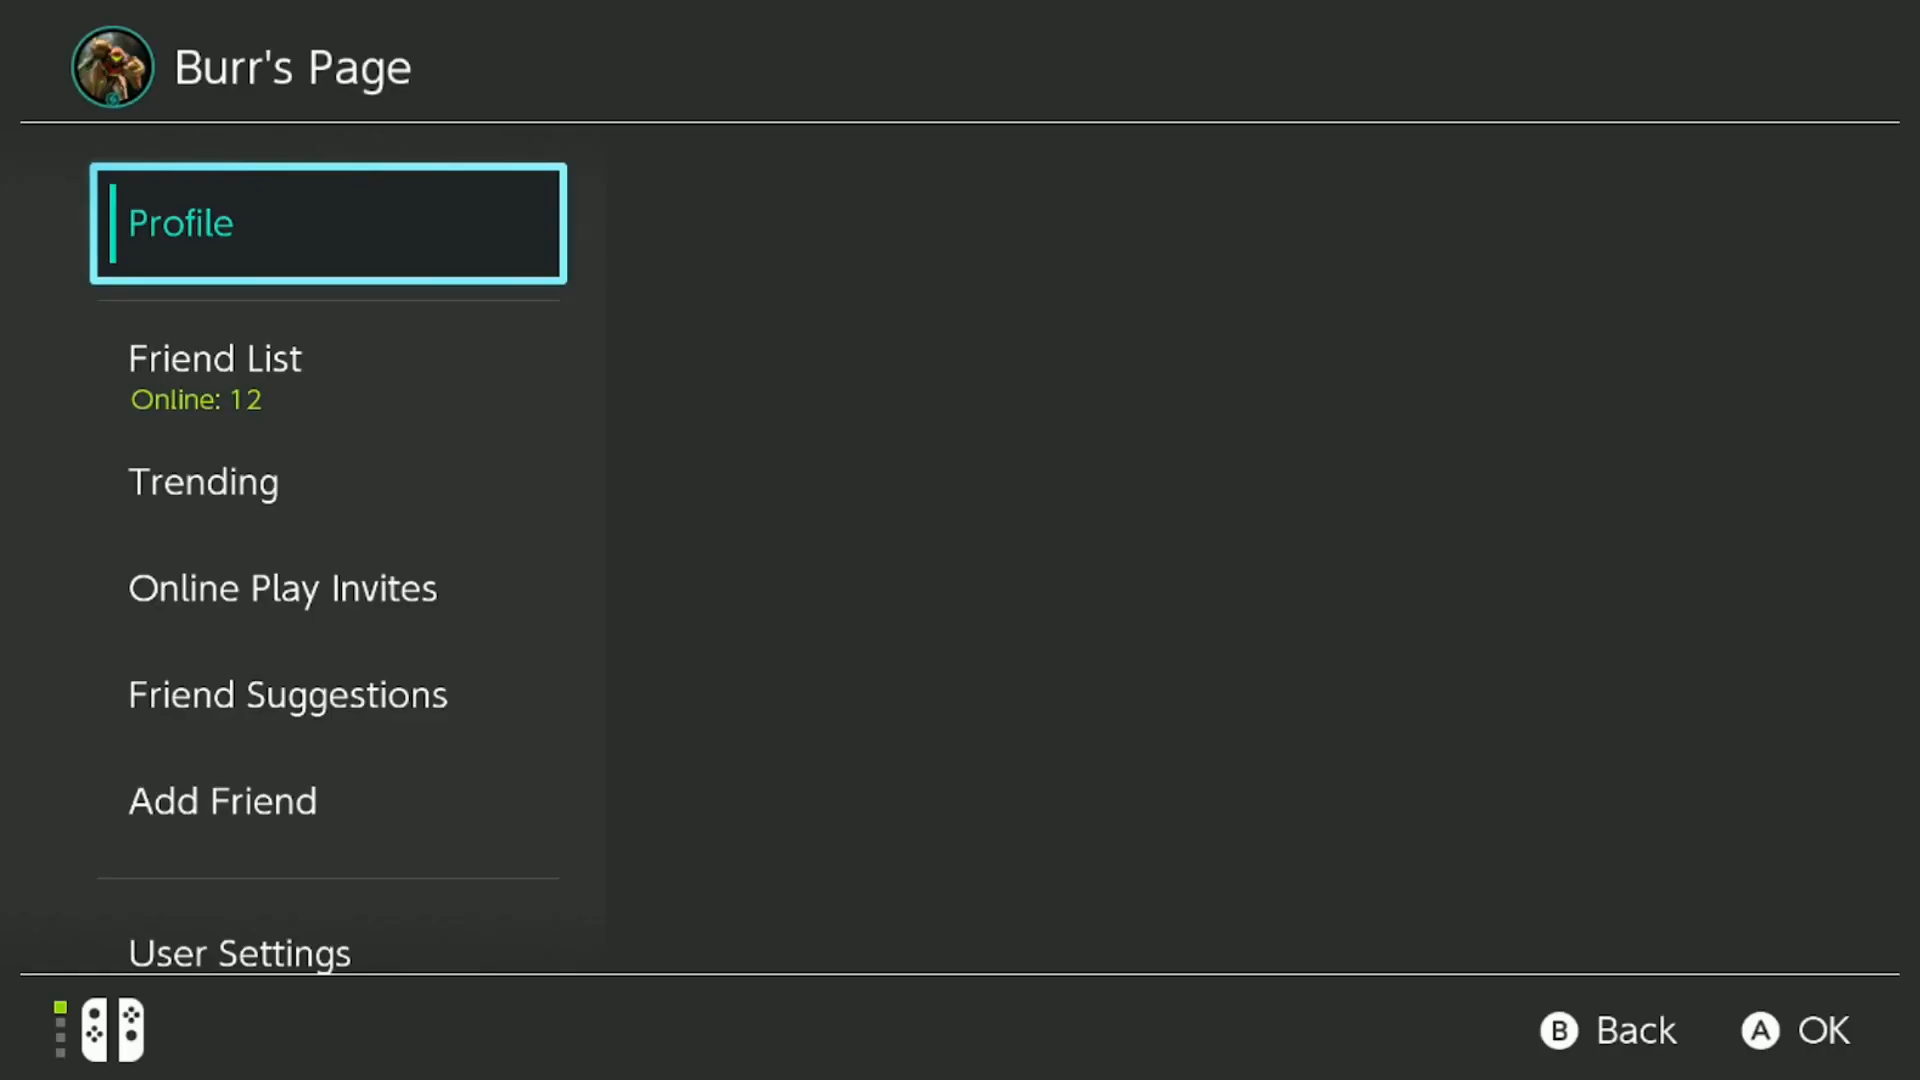 Burr's Page
Profile
Friend List
Online: 12
Trending
Online Play Invites
Friend Suggestions
Add Friend
User Settings
B Back A OK